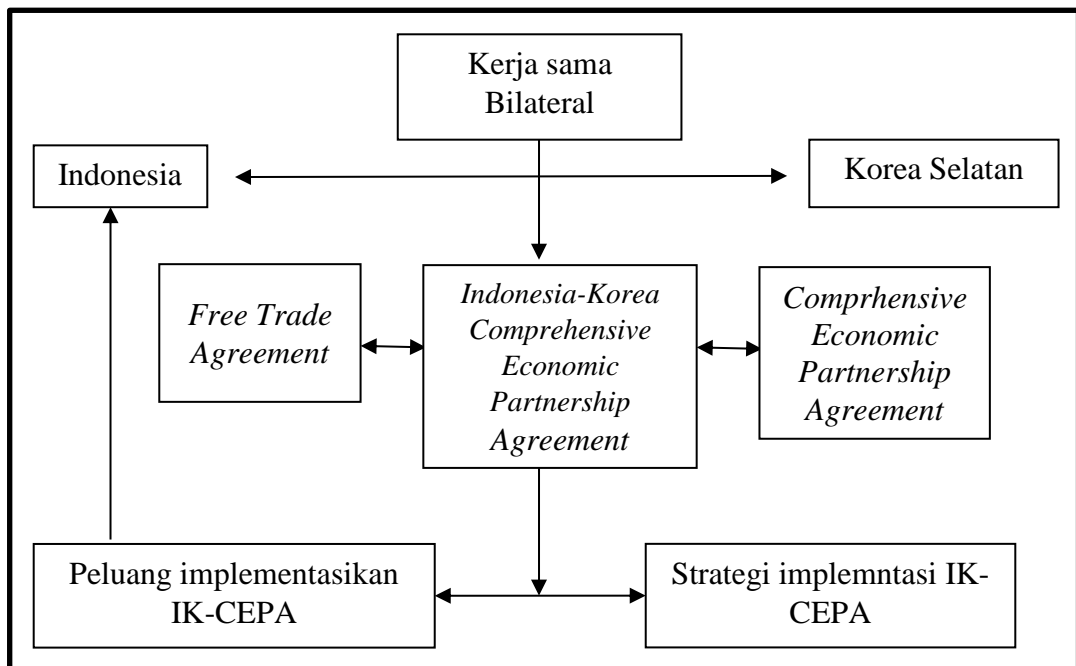 Kerja sama
Bilateral
Indonesia
Korea Selatan
Free Trade
Agreement
Indonesia-Korea
Comprehensive
Economic
Partnership
Agreement
Comprhensive
Economic
Partnership
Agreement
Peluang implementasikan
IK-CEPA
Strategi implemntasi IK-
CEPA